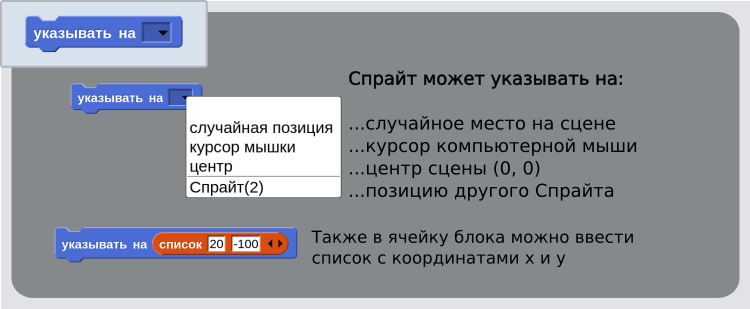 указывать на
Спрайт может указывать на:
указывать на
случайная позиция
курсор мышки
центр
Спрайт(2)
...случайное место на сцене
...курсор компьютерной мыши
...центр сцены (0, 0)
...позицию другого Спрайта
указывать на список 20 -100
Также в ячейку блока можно ввести
список с координатами x и y